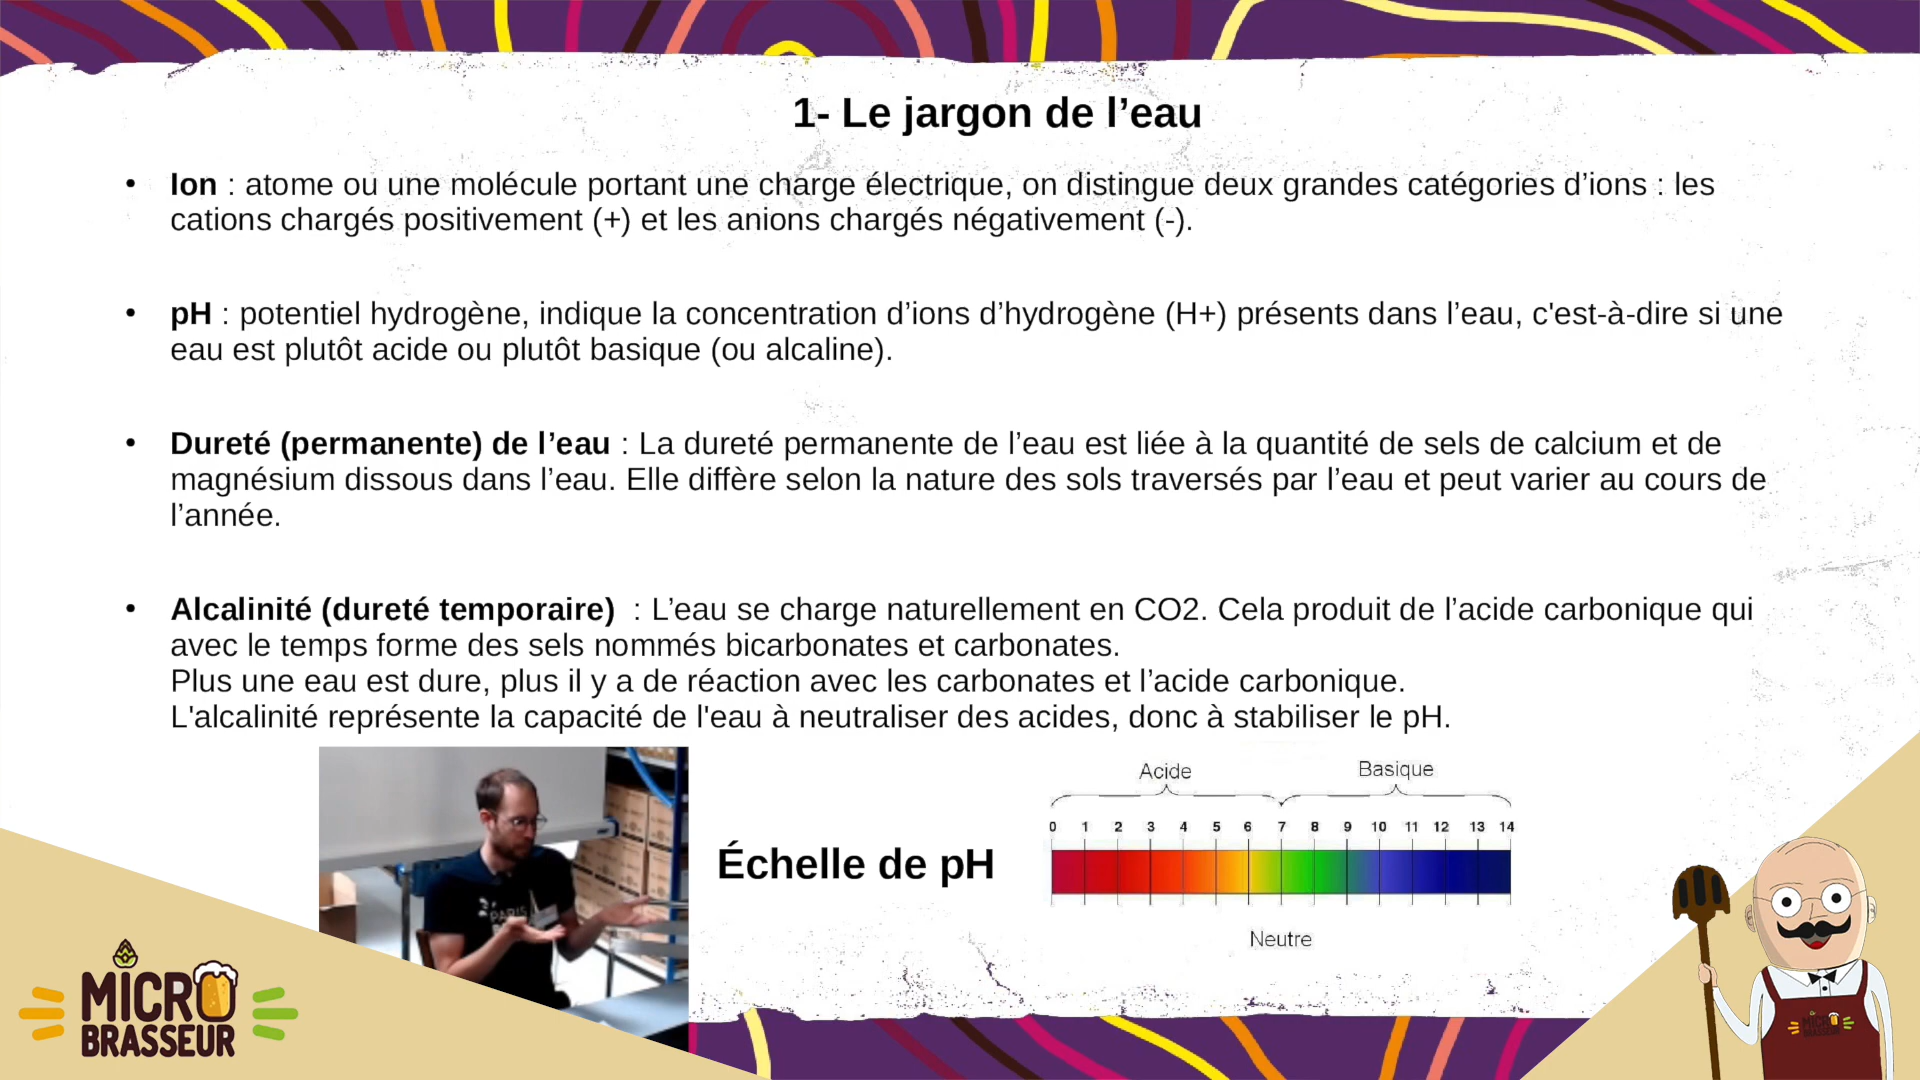 1- Le jargon de l’eau
• Ion : atome ou une molécule portant une charge électrique, on distingue deux grandes catégories d’ions : les
cations chargés positivement (+) et les anions chargés négativement (-).
• pH : potentiel hydrogène, indique la concentration d’ions d’hydrogène (H+) présents dans l’eau, c'est-à-dire si une
eau est plutôt acide ou plutôt basique (ou alcaline).
• Dureté (permanente) de l’eau : La dureté permanente de l’eau est liée à la quantité de sels de calcium et de
magnésium dissous dans l’eau. Elle diffère selon la nature des sols traversés par l’eau et peut varier au cours de
l’année.
• Alcalinité (dureté temporaire)  : L’eau se charge naturellement en CO2. Cela produit de l’acide carbonique qui
avec le temps forme des sels nommés bicarbonates et carbonates.
Plus une eau est dure, plus il y a de réaction avec les carbonates et l’acide carbonique.
L'alcalinité représente la capacité de l'eau à neutraliser des acides, donc à stabiliser le pH.
PARIS
Échelle de pH
Acide Basique
0 1 2 3 4 5 6 7 8 9 10 11 12 13 14
Neutre
MICRO
BRASSEUR
MICRO
BRASSEUR